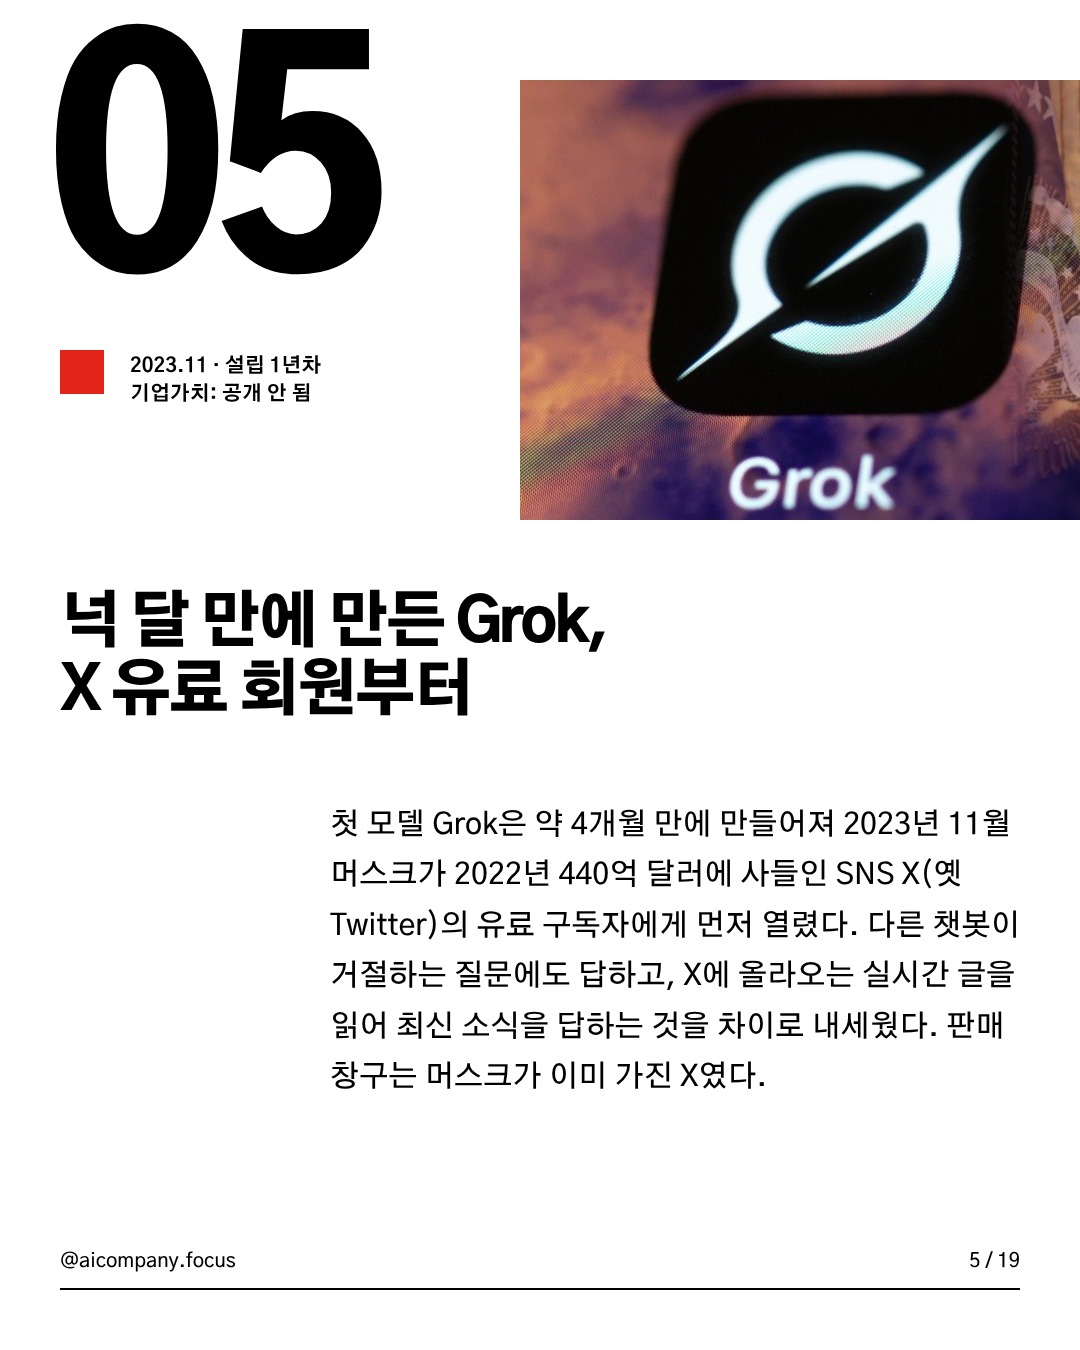 05
2023.11 · 설립 1년차
기업가치: 공개 안 됨
Grok
넉 달 만에 만든 Grok,
X 유료 회원부터
첫 모델 Grok은 약 4개월 만에 만들어져 2023년 11월
머스크가 2022년 440억 달러에 사들인 SNS X(옛
Twitter)의 유료 구독자에게 먼저 열렸다. 다른 챗봇이
거절하는 질문에도 답하고, X에 올라오는 실시간 글을
읽어 최신 소식을 답하는 것을 차이로 내세웠다. 판매
창구는 머스크가 이미 가진 X였다.
@aicompany.focus
5 / 19